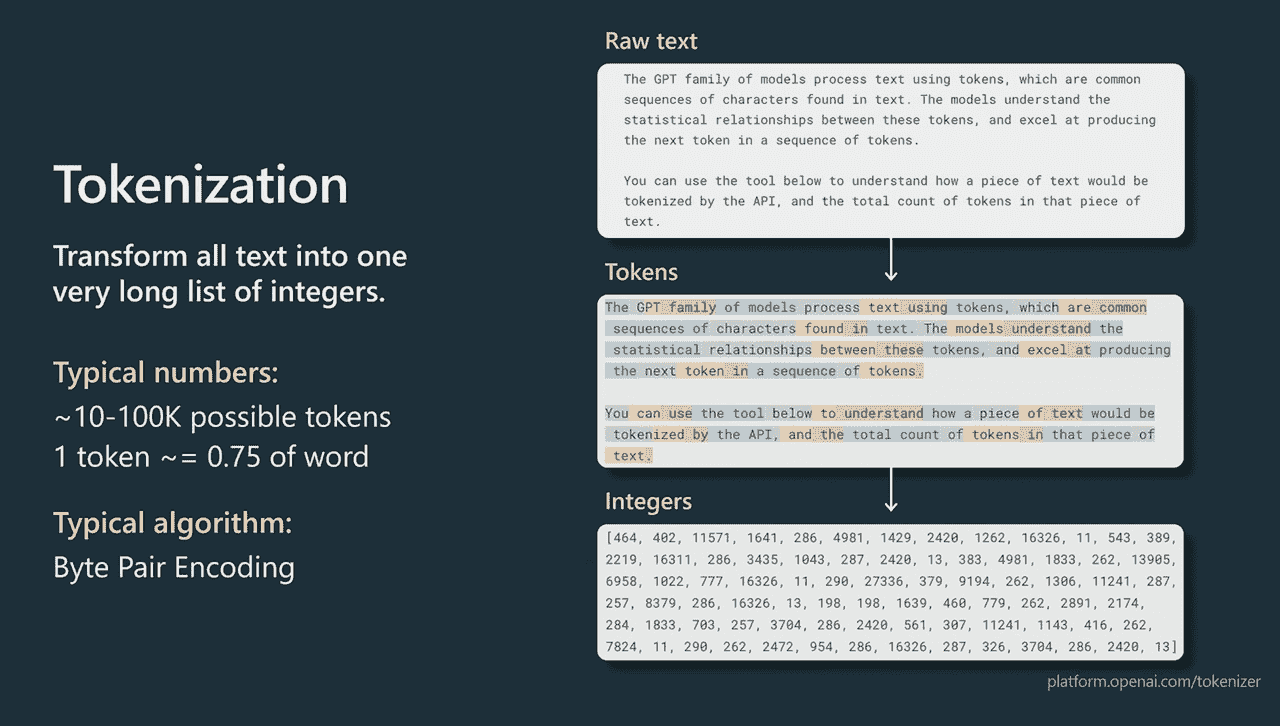 Tokenization
Transform all text into one
very long list of integers.
Typical numbers:
~10-100K possible tokens
1 token ~= 0.75 of word
Typical algorithm:
Byte Pair Encoding
Raw text
The GPT family of models process text using tokens, which are common
sequences of characters found in text. The models understand the
statistical relationships between these tokens, and excel at producing
the next token in a sequence of tokens.
You can use the tool below to understand how a piece of text would be
tokenized by the API, and the total count of tokens in that piece of
text.
Tokens
The GPT family of models process text using tokens, which are common
sequences of characters found in text. The models understand the
statistical relationships between these tokens, and excel at producing
the next token in a sequence of tokens.
You can use the tool below to understand how a piece of text would be
tokenized by the API, and the total count of tokens in that piece of
text.
Integers
[464, 402, 11571, 1641, 286, 4981, 1429, 2420, 1262, 16326, 11, 543, 389,
2219, 16311, 286, 3435, 1043, 287, 2420, 13, 383, 4981, 1833, 262, 13905,
6958, 1022, 777, 16326, 11, 290, 27336, 379, 9194, 262, 1306, 11241, 287,
257, 8379, 286, 16326, 13, 198, 198, 1639, 460, 779, 262, 2891, 2174,
284, 1833, 703, 257, 3704, 286, 2420, 561, 307, 11241, 1143, 416, 262,
7824, 11, 290, 262, 2472, 954, 286, 16326, 287, 326, 3704, 286, 2420, 13]
platform.openai.com/tokenizer